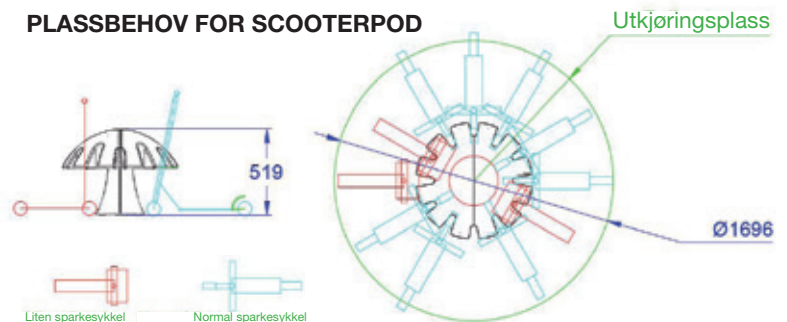 PLASSBEHOV FOR SCOOTERPOD
Utkjøringsplass
519
Ø1696
Liten sparkesykkel
Normal sparkesykkel